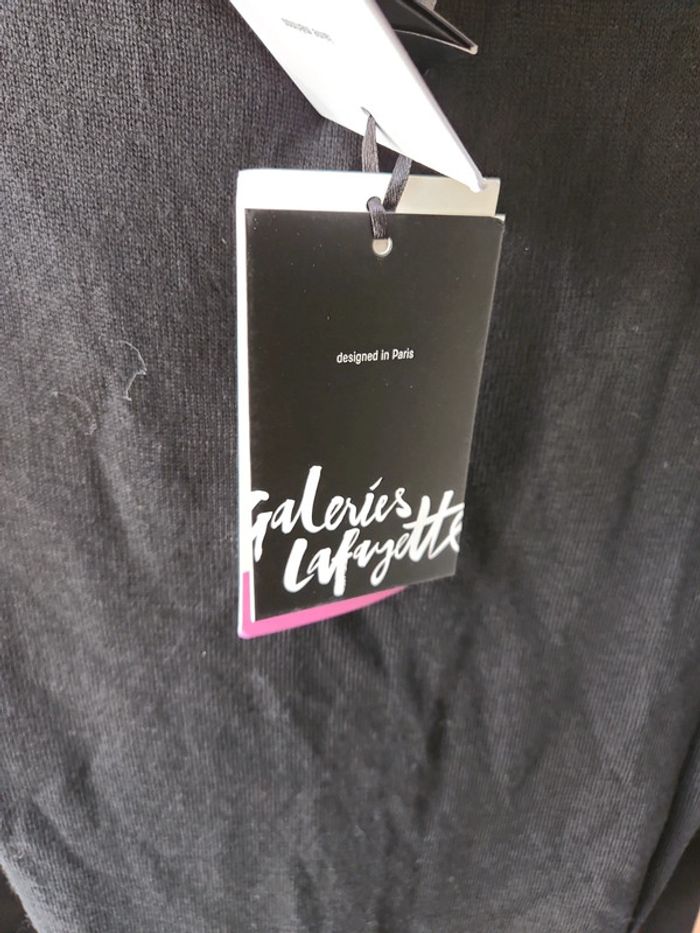 designed in Paris
Galeries
Lafayette